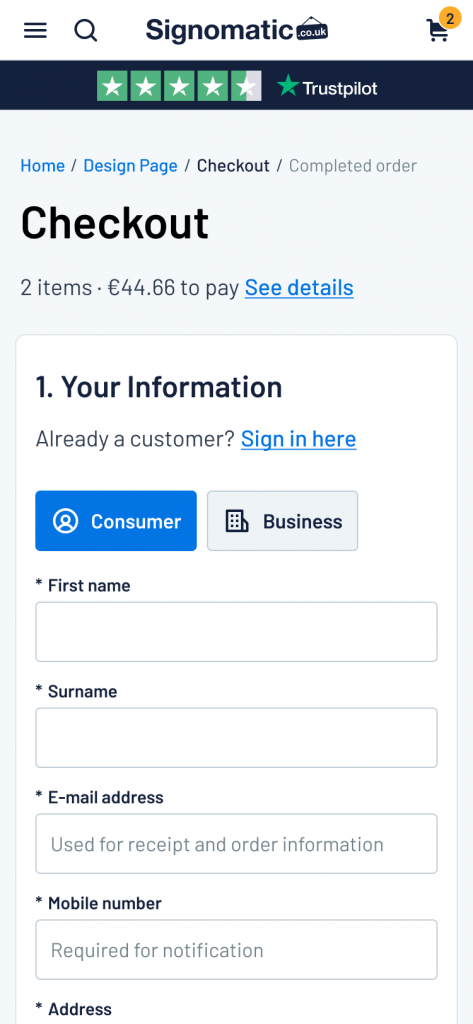 Signomatic .co.uk
2
Trustpilot
Home / Design Page / Checkout / Completed order
Checkout
2 items · €44.66 to pay See details
1. Your Information
Already a customer? Sign in here
Consumer
Business
* First name
* Surname
* E-mail address
Used for receipt and order information
* Mobile number
Required for notification
* Address